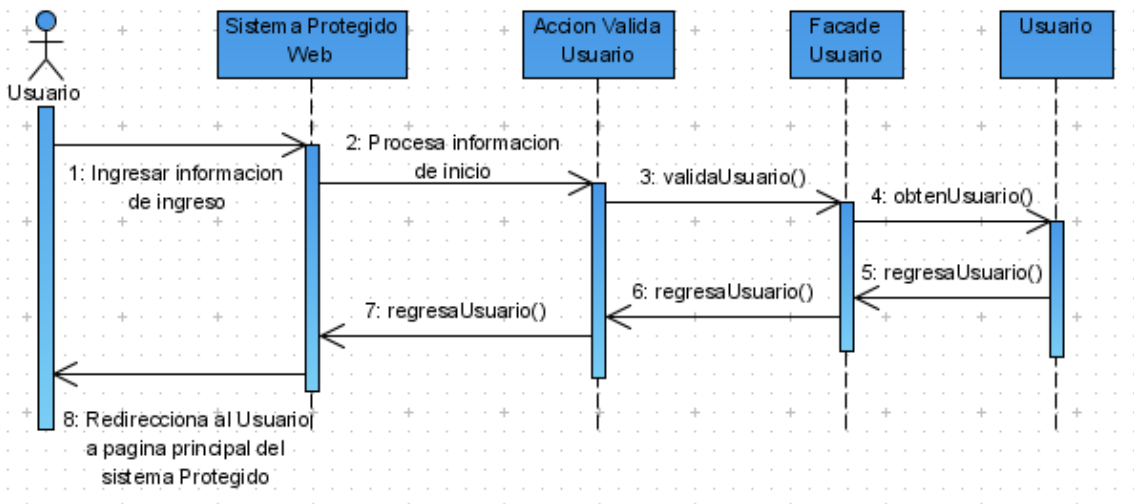 Sistema Protegido
Web
Accion Valida
Usuario
Facade
Usuario
Usuario
Usuario
1: Ingresar informacion
de ingreso
2: Procesa informacion
de inicio
3: validaUsuario()
4: obtenUsuario()
5: regresaUsuario()
6: regresaUsuario()
7: regresaUsuario()
8: Redirecciona al Usuario
a pagina principal del
sistema Protegido